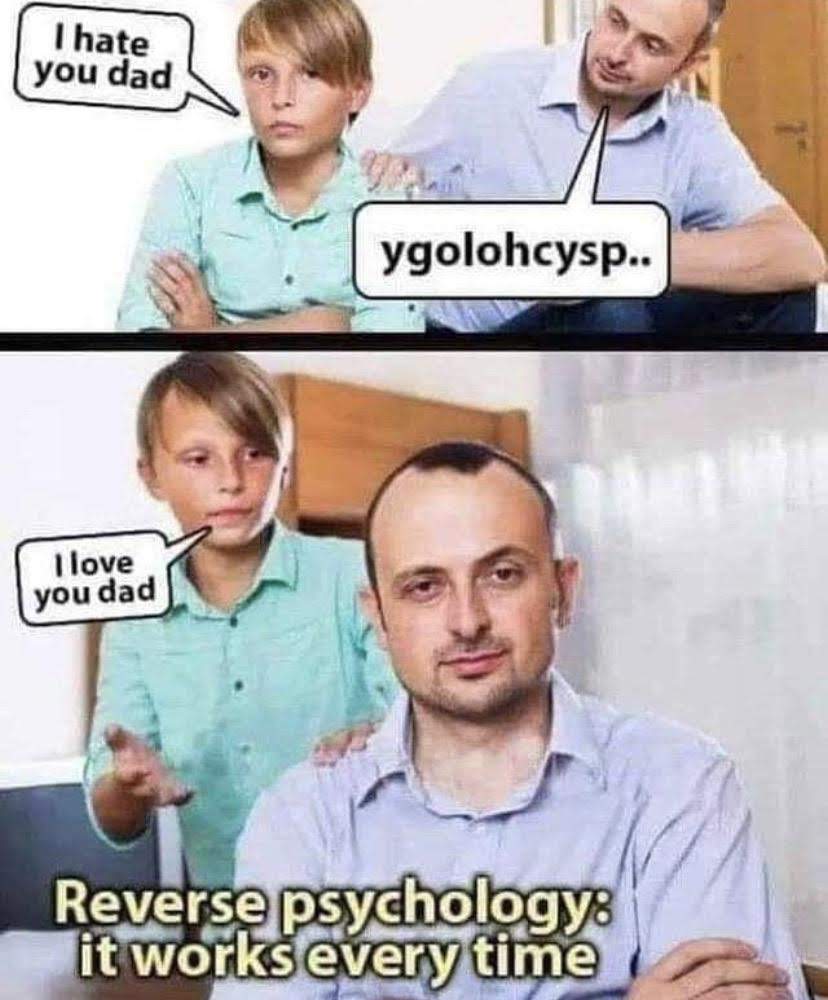 I hate
you dad
ygolohcysp..
I love
you dad
Reverse psychology:
it works every time